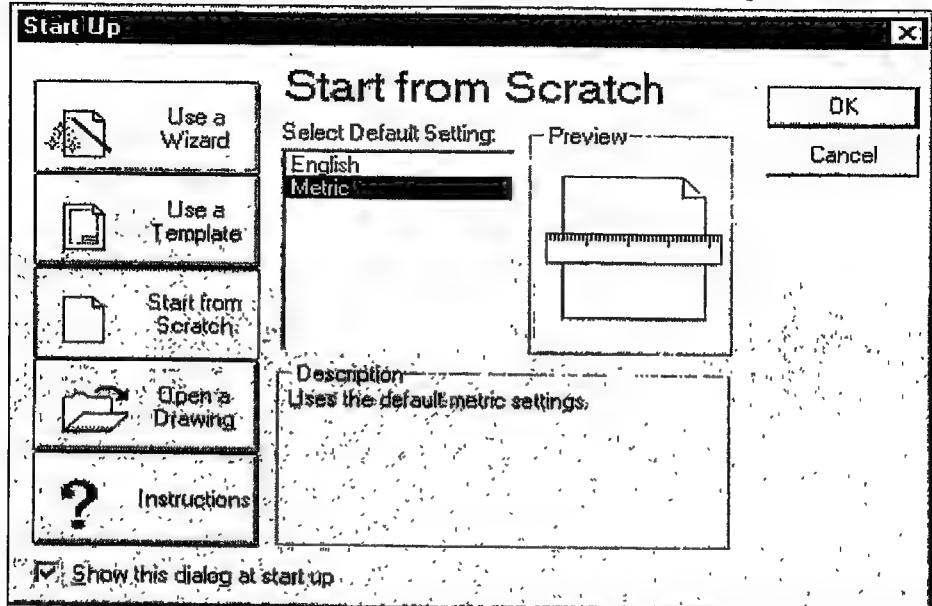 Start Up
Use a
Wizard
Use a
Template
Start from
Scratch
Open a
Drawing
Instructions
Start from Scratch
Select Default Setting:
English
Metric
Preview
Description
Uses the default metric settings.
OK
Cancel
Show this dialog at start up